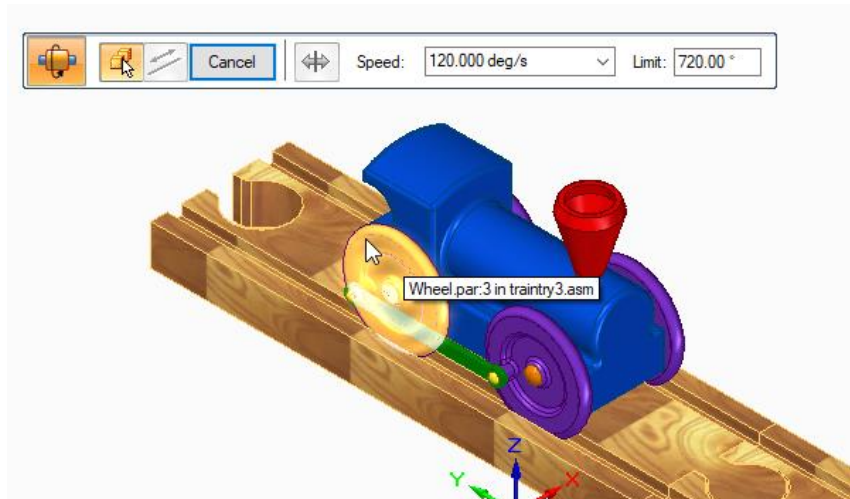 Cancel Speed: 120.000 deg/s Limit: 720.00 °
Wheel.par:3 in traintry3.asm
Z
Y X